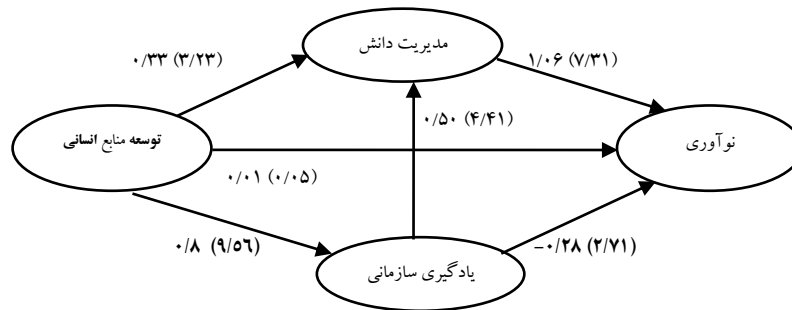 مدیریت دانش
۰/۳۳ (۳/۲۳)
۱/۰۶ (۷/۳۱)
۰/۵۰ (۴/۴۱)
توسعه منابع انسانی
نوآوری
۰/۰۱ (۰/۰۵)
۰/۸ (۹/۵۶)
-۰/۲۸ (۲/۷۱)
یادگیری سازمانی